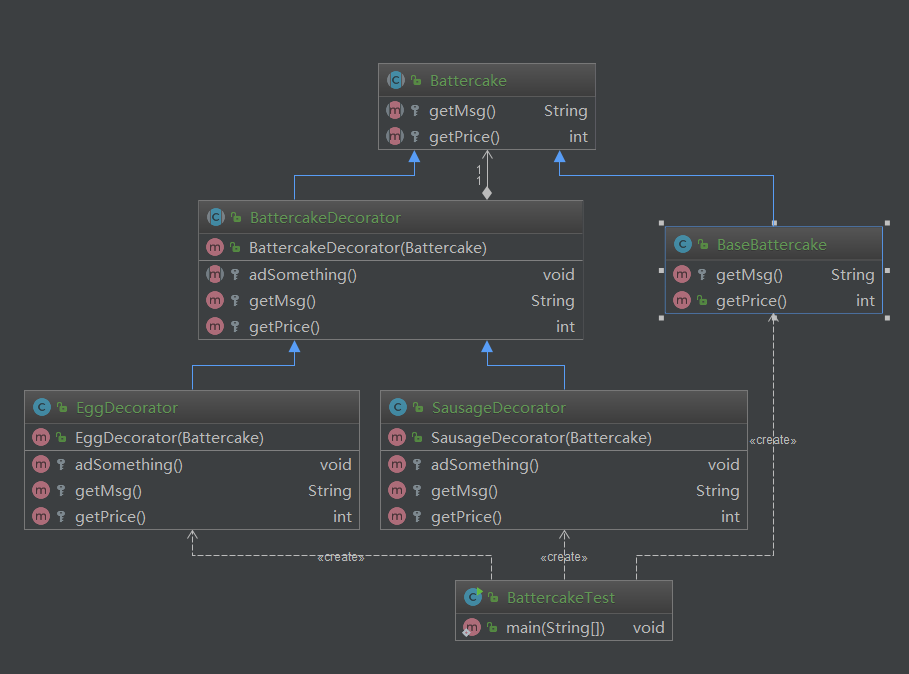 Battercake
getMsg() String
getPrice() int
1
1
BattercakeDecorator
BattercakeDecorator(Battercake)
adSomething() void
getMsg() String
getPrice() int
BaseBattercake
getMsg() String
getPrice() int
EggDecorator
EggDecorator(Battercake)
adSomething() void
getMsg() String
getPrice() int
SausageDecorator
SausageDecorator(Battercake)
adSomething() void
getMsg() String
getPrice() int
«create»
«create»
«create»
BattercakeTest
main(String[]) void